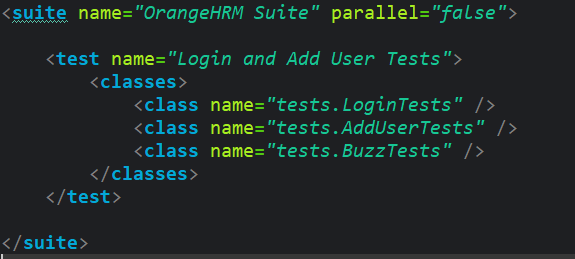 <suite name="OrangeHRM Suite" parallel="false">
<test name="Login and Add User Tests">
<classes>
<class name="tests.LoginTests" />
<class name="tests.AddUserTests" />
<class name="tests.BuzzTests" />
</classes>
</test>
</suite>